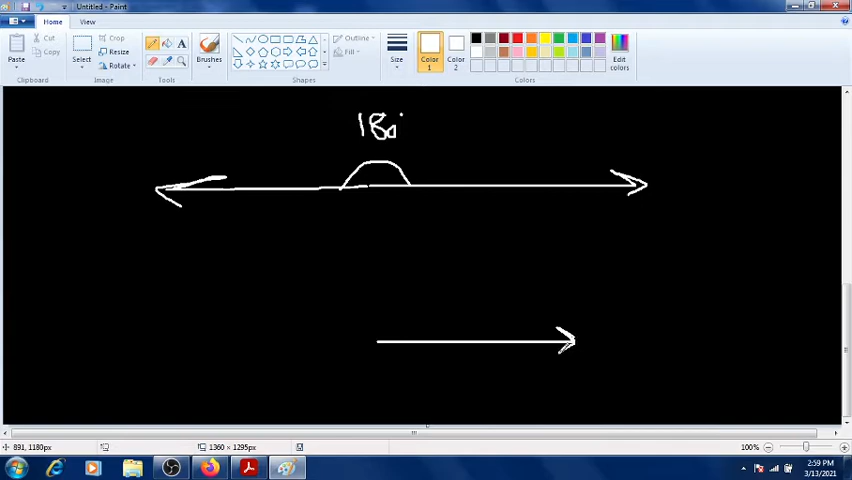 Untitled - Paint
Home View
Paste
Cut
Copy
Clipboard
Select
Crop
Resize
Rotate
Image
A
Tools
Brushes
Outline
Fill
Shapes
Size
Color
1
Color
2
Edit
colors
Colors
180°
891, 1180px
1360 × 1295px
100%
2:59 PM
3/13/2021